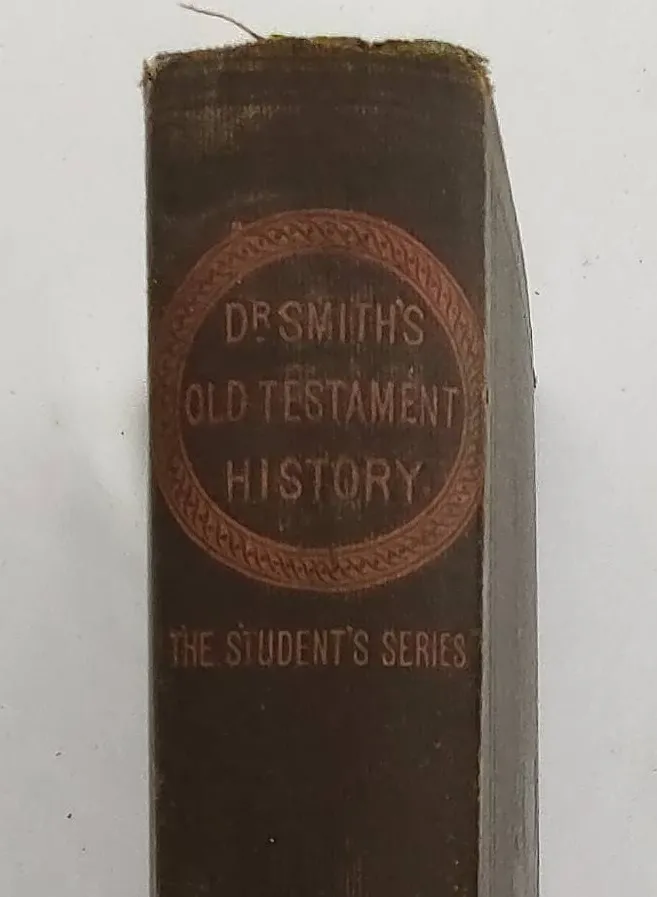 DR SMITH'S
OLD TESTAMENT
HISTORY.
THE STUDENT'S SERIES